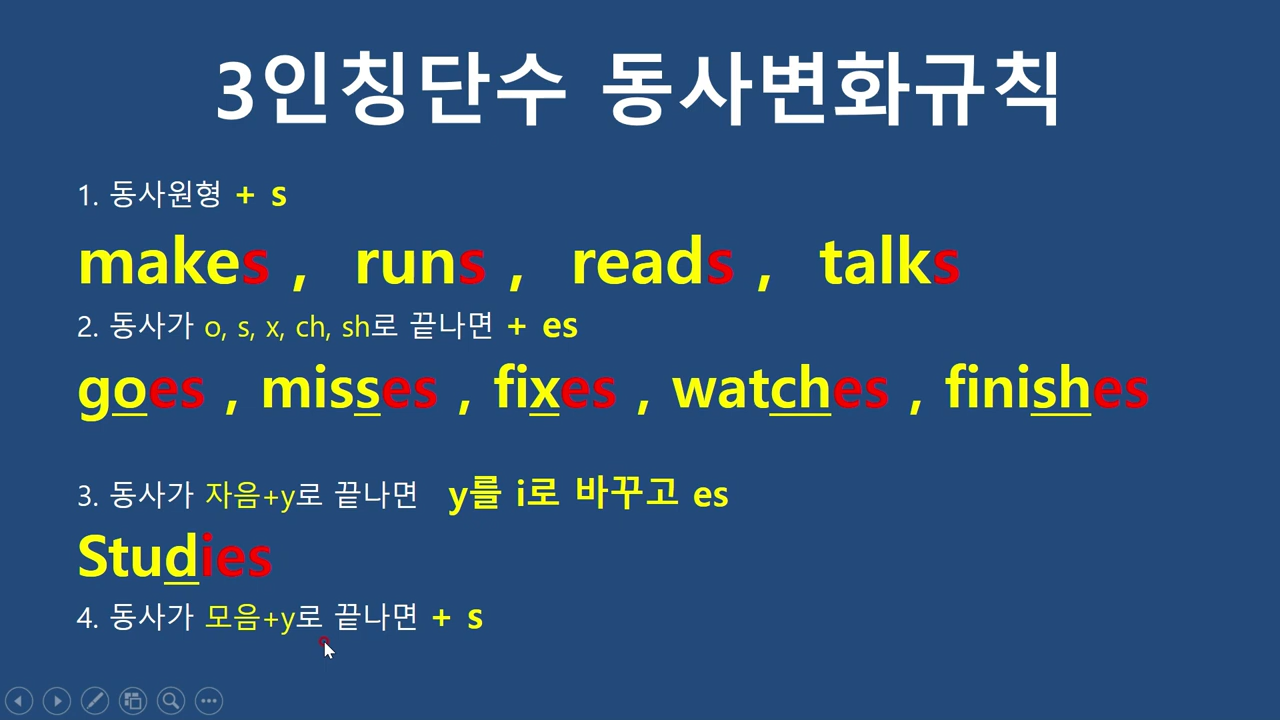 3인칭단수 동사변화규칙
1. 동사원형 + s
makes , runs , reads , talks
2. 동사가 o, s, x, ch, sh로 끝나면 + es
goes , misses , fixes , watches , finishes
3. 동사가 자음+y로 끝나면 y를 i로 바꾸고 es
Studies
4. 동사가 모음+y로 끝나면 + s